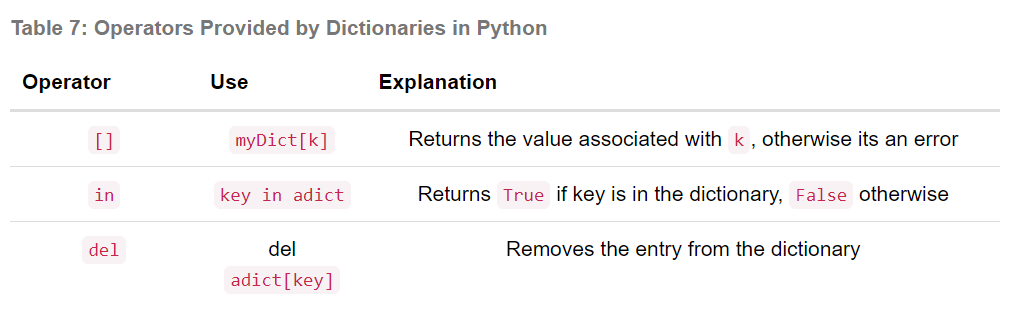 Table 7: Operators Provided by Dictionaries in Python
Operator Use Explanation
[] myDict[k] Returns the value associated with k, otherwise its an error
in key in adict Returns True if key is in the dictionary, False otherwise
del del Removes the entry from the dictionary
adict[key]